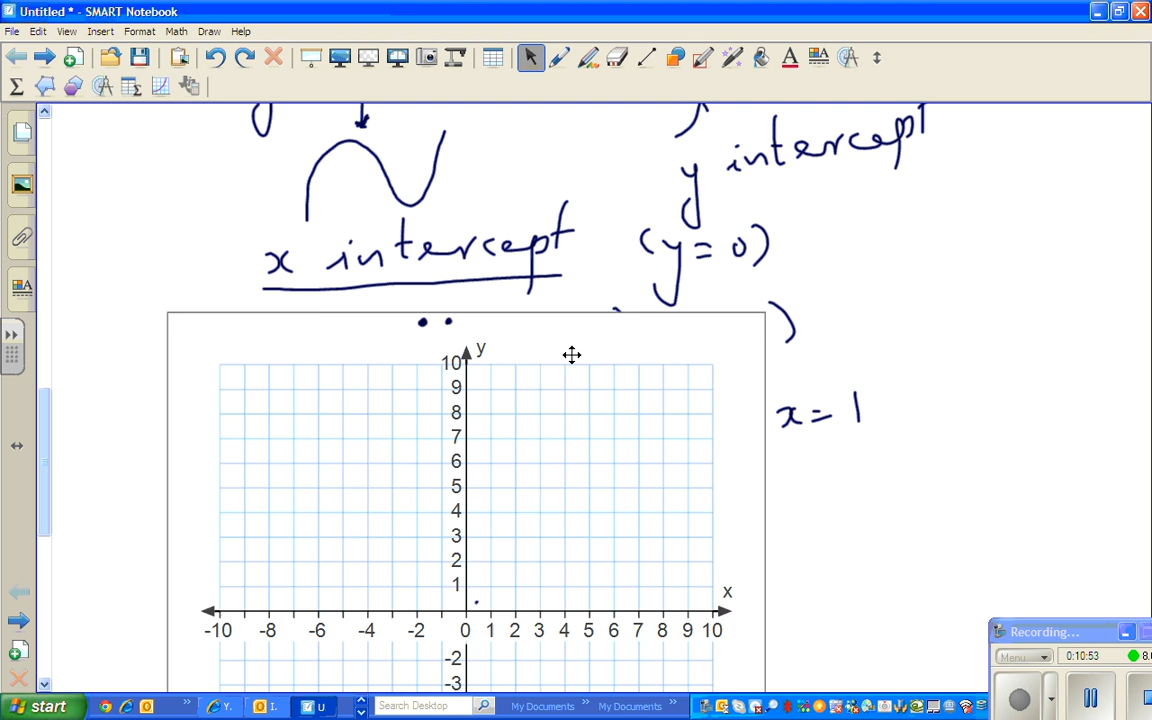 Untitled * - SMART Notebook
File Edit View Insert Format Math Draw Help
y intercept
x intercept (y = 0)
)
x = 1
y
10
9
8
7
6
5
4
3
2
1
x
-10 -8 -6 -4 -2 0 1 2 3 4 5 6 7 8 9 10
-2
-3
Recording...
Menu 0:10:53 8.
start Y. I. U Search Desktop My Documents » My Documents »